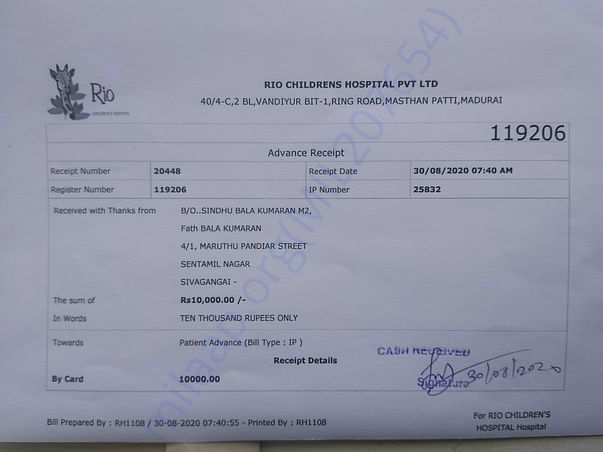 Rio
CHILDRENS HOSPITAL
RIO CHILDRENS HOSPITAL PVT LTD
40/4-C,2 BL,VANDIYUR BIT-1,RING ROAD,MASTHAN PATTI,MADURAI
119206
Advance Receipt
Receipt Number 20448 Receipt Date 30/08/2020 07:40 AM
Register Number 119206 IP Number 25832
Received with Thanks from B/O..SINDHU BALA KUMARAN M2,
Fath BALA KUMARAN
4/1, MARUTHU PANDIAR STREET
SENTAMIL NAGAR
SIVAGANGAI -
The sum of Rs10,000.00 /-
In Words TEN THOUSAND RUPEES ONLY
Towards Patient Advance (Bill Type : IP )
CASH RECEIVED
Receipt Details
By Card 10000.00
Signature 30/08/2020
Bill Prepared By : RH1108 / 30-08-2020 07:40:55 - Printed By : RH1108
For RIO CHILDREN'S
HOSPITAL Hospital